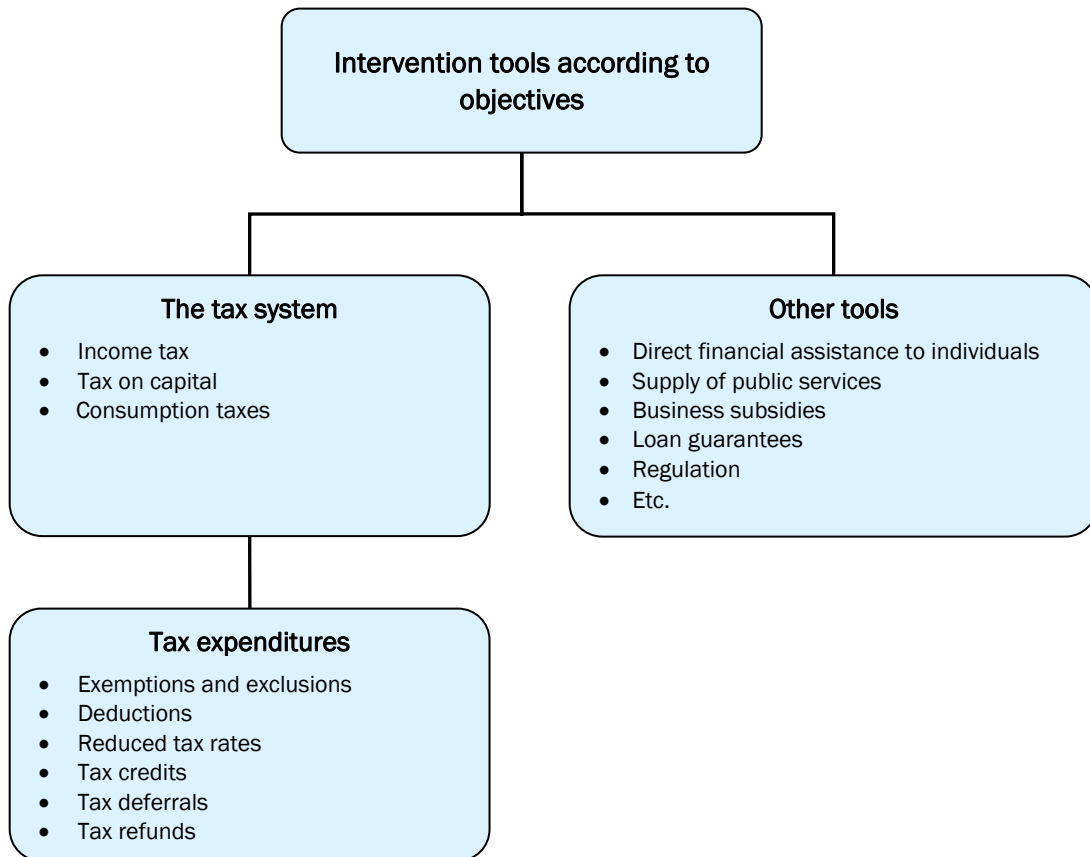 Intervention tools according to
objectives
The tax system
• Income tax
• Tax on capital
• Consumption taxes
Other tools
• Direct financial assistance to individuals
• Supply of public services
• Business subsidies
• Loan guarantees
• Regulation
• Etc.
Tax expenditures
• Exemptions and exclusions
• Deductions
• Reduced tax rates
• Tax credits
• Tax deferrals
• Tax refunds